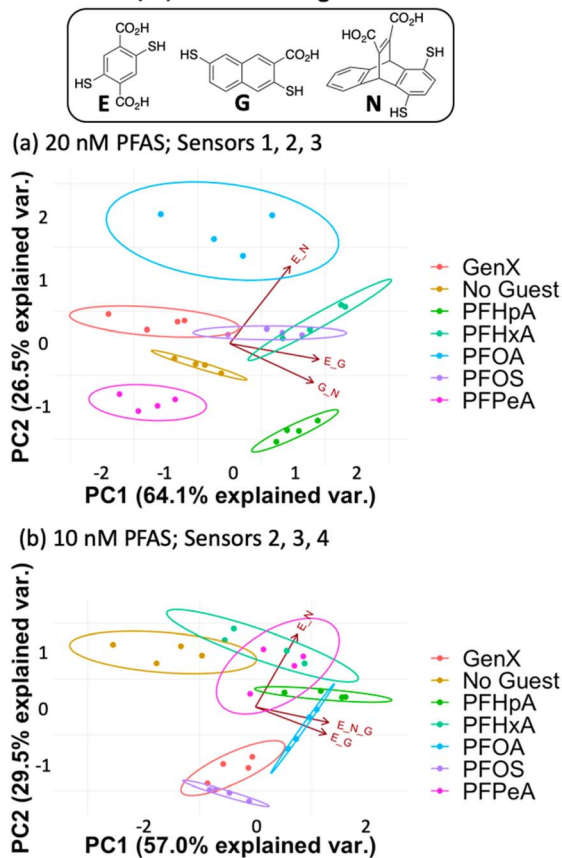 CO₂H
SH
HS
CO₂H
E
HS
CO₂H
SH
G
CO₂H
HO₂C
SH
HS
N
(a) 20 nM PFAS; Sensors 1, 2, 3
PC2 (26.5% explained var.)
2
1
0
-1
E_N
E_G
G_N
-2 -1 0 1 2
PC1 (64.1% explained var.)
GenX
No Guest
PFHpA
PFHxA
PFOA
PFOS
PFPeA
(b) 10 nM PFAS; Sensors 2, 3, 4
PC2 (29.5% explained var.)
1
0
-1
E_N
E_N_G
E_G
-2 0 2
PC1 (57.0% explained var.)
GenX
No Guest
PFHpA
PFHxA
PFOA
PFOS
PFPeA